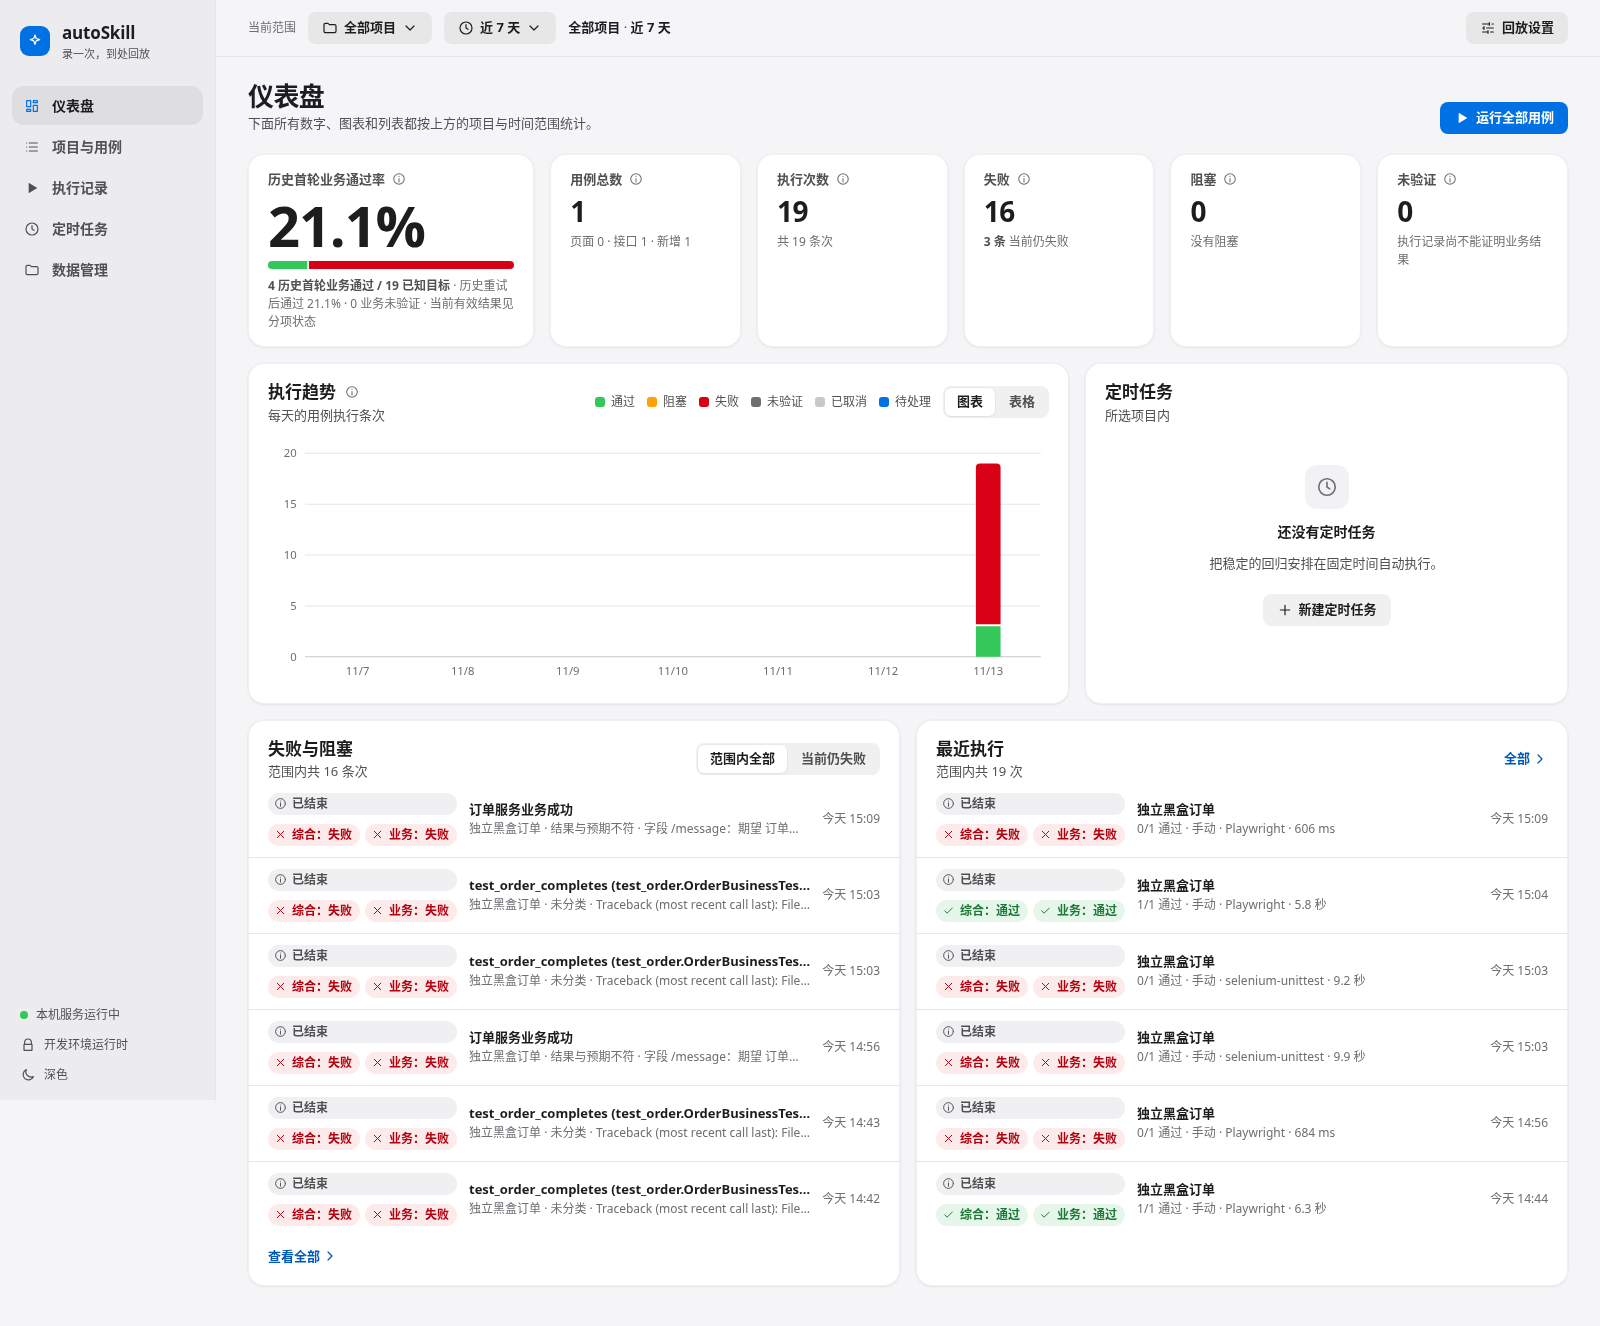 autoSkill
录一次，到处回放
仪表盘
项目与用例
执行记录
定时任务
数据管理
本机服务运行中
开发环境运行时
深色
当前范围
全部项目
近 7 天
全部项目 · 近 7 天
回放设置
仪表盘
下面所有数字、图表和列表都按上方的项目与时间范围统计。
运行全部用例
历史首轮业务通过率
21.1%
4 历史首轮业务通过 / 19 已知目标 · 历史重试
后通过 21.1% · 0 业务未验证 · 当前有效结果见
分项状态
用例总数
1
页面 0 · 接口 1 · 新增 1
执行次数
19
共 19 条次
失败
16
3 条 当前仍失败
阻塞
0
没有阻塞
未验证
0
执行记录尚不能证明业务结
果
执行趋势
每天的用例执行条次
通过
阻塞
失败
未验证
已取消
待处理
图表
表格
20
15
10
5
0
11/7
11/8
11/9
11/10
11/11
11/12
11/13
定时任务
所选项目内
还没有定时任务
把稳定的回归安排在固定时间自动执行。
新建定时任务
失败与阻塞
范围内共 16 条次
范围内全部
当前仍失败
已结束
综合：失败
业务：失败
订单服务业务成功
独立黑盒订单 · 结果与预期不符 · 字段 /message：期望 订单...
今天 15:09
已结束
综合：失败
业务：失败
test_order_completes (test_order.OrderBusinessTes...
独立黑盒订单 · 未分类 · Traceback (most recent call last): File...
今天 15:03
已结束
综合：失败
业务：失败
test_order_completes (test_order.OrderBusinessTes...
独立黑盒订单 · 未分类 · Traceback (most recent call last): File...
今天 15:03
已结束
综合：失败
业务：失败
订单服务业务成功
独立黑盒订单 · 结果与预期不符 · 字段 /message：期望 订单...
今天 14:56
已结束
综合：失败
业务：失败
test_order_completes (test_order.OrderBusinessTes...
独立黑盒订单 · 未分类 · Traceback (most recent call last): File...
今天 14:43
已结束
综合：失败
业务：失败
test_order_completes (test_order.OrderBusinessTes...
独立黑盒订单 · 未分类 · Traceback (most recent call last): File...
今天 14:42
查看全部
最近执行
范围内共 19 次
全部
已结束
综合：失败
业务：失败
独立黑盒订单
0/1 通过 · 手动 · Playwright · 606 ms
今天 15:09
已结束
综合：通过
业务：通过
独立黑盒订单
1/1 通过 · 手动 · Playwright · 5.8 秒
今天 15:04
已结束
综合：失败
业务：失败
独立黑盒订单
0/1 通过 · 手动 · selenium-unittest · 9.2 秒
今天 15:03
已结束
综合：失败
业务：失败
独立黑盒订单
0/1 通过 · 手动 · selenium-unittest · 9.9 秒
今天 15:03
已结束
综合：失败
业务：失败
独立黑盒订单
0/1 通过 · 手动 · Playwright · 684 ms
今天 14:56
已结束
综合：通过
业务：通过
独立黑盒订单
1/1 通过 · 手动 · Playwright · 6.3 秒
今天 14:44